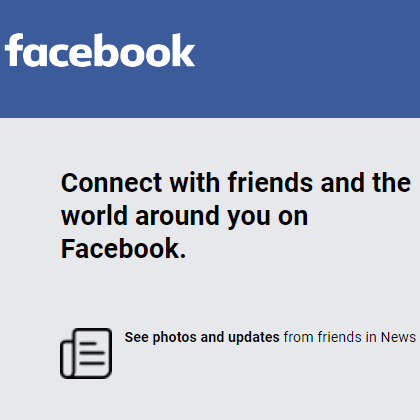 facebook
Connect with friends and the
world around you on
Facebook.
See photos and updates from friends in News